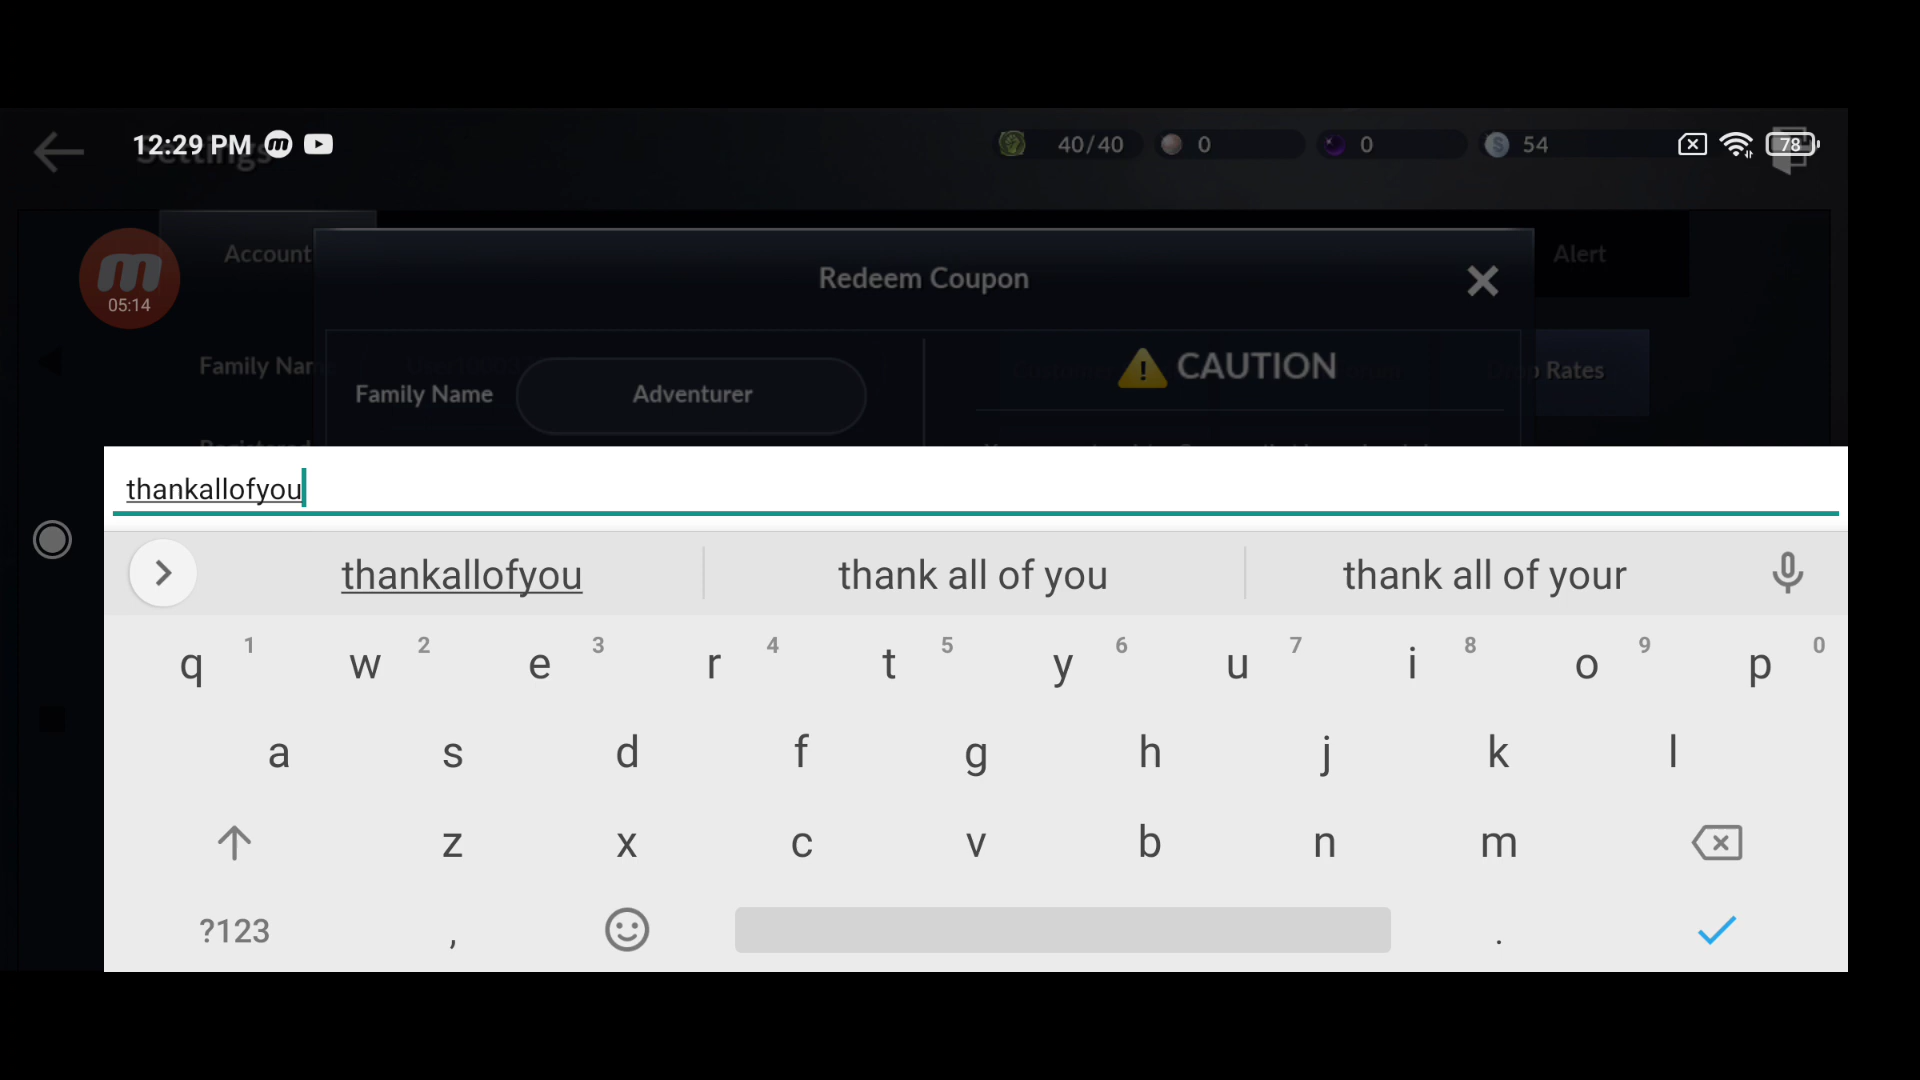 12:29 PM
Settings
40/40
0
0
54
78
Account
Alert
05:14
Redeem Coupon
Family Name
Adventurer
CAUTION
Rates
thankallofyou
thankallofyou
thank all of you
thank all of your
q 1 w 2 e 3 r 4 t 5 y 6 u 7 i 8 o 9 p 0
a s d f g h j k l
z x c v b n m
?123 , .